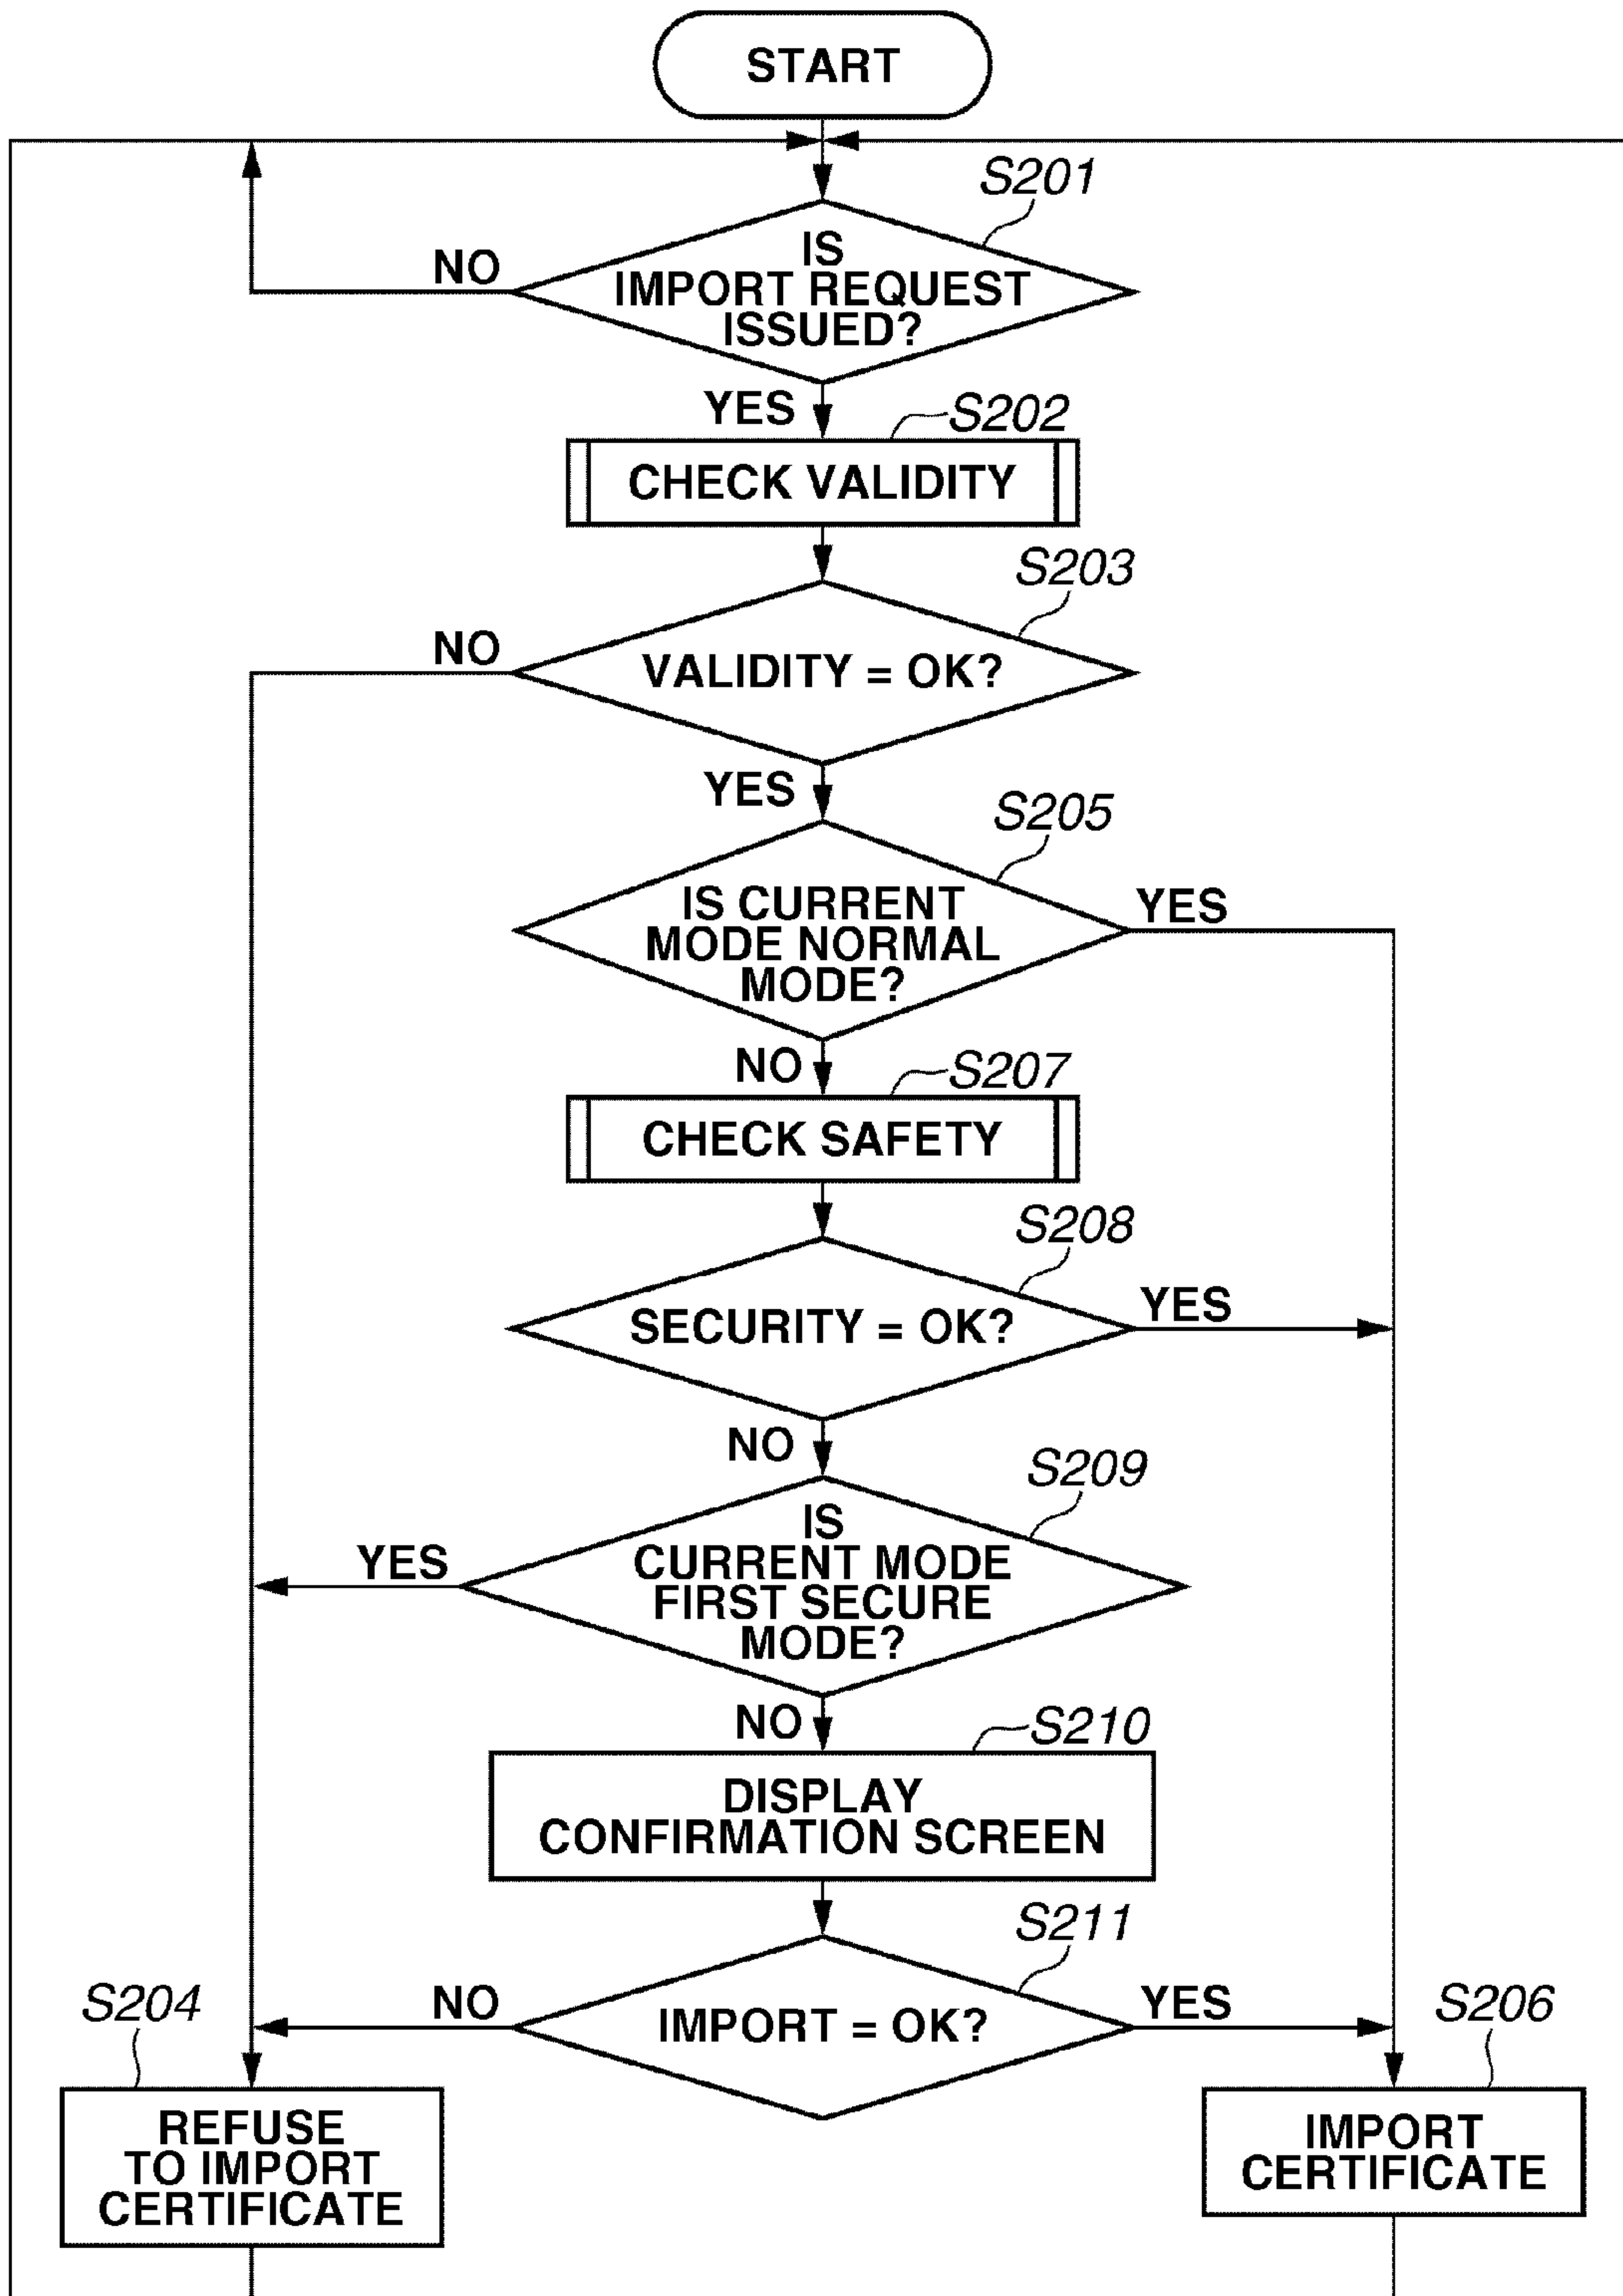 START
S201
IS
IMPORT REQUEST
ISSUED?
NO
YES
S202
CHECK VALIDITY
S203
NO
VALIDITY = OK?
YES
S205
IS CURRENT
MODE NORMAL
MODE?
YES
NO
S207
CHECK SAFETY
S208
SECURITY = OK?
YES
NO
S209
IS
CURRENT MODE
FIRST SECURE
MODE?
YES
NO
S210
DISPLAY
CONFIRMATION SCREEN
S211
IMPORT = OK?
NO
YES
S204
REFUSE
TO IMPORT
CERTIFICATE
S206
IMPORT
CERTIFICATE